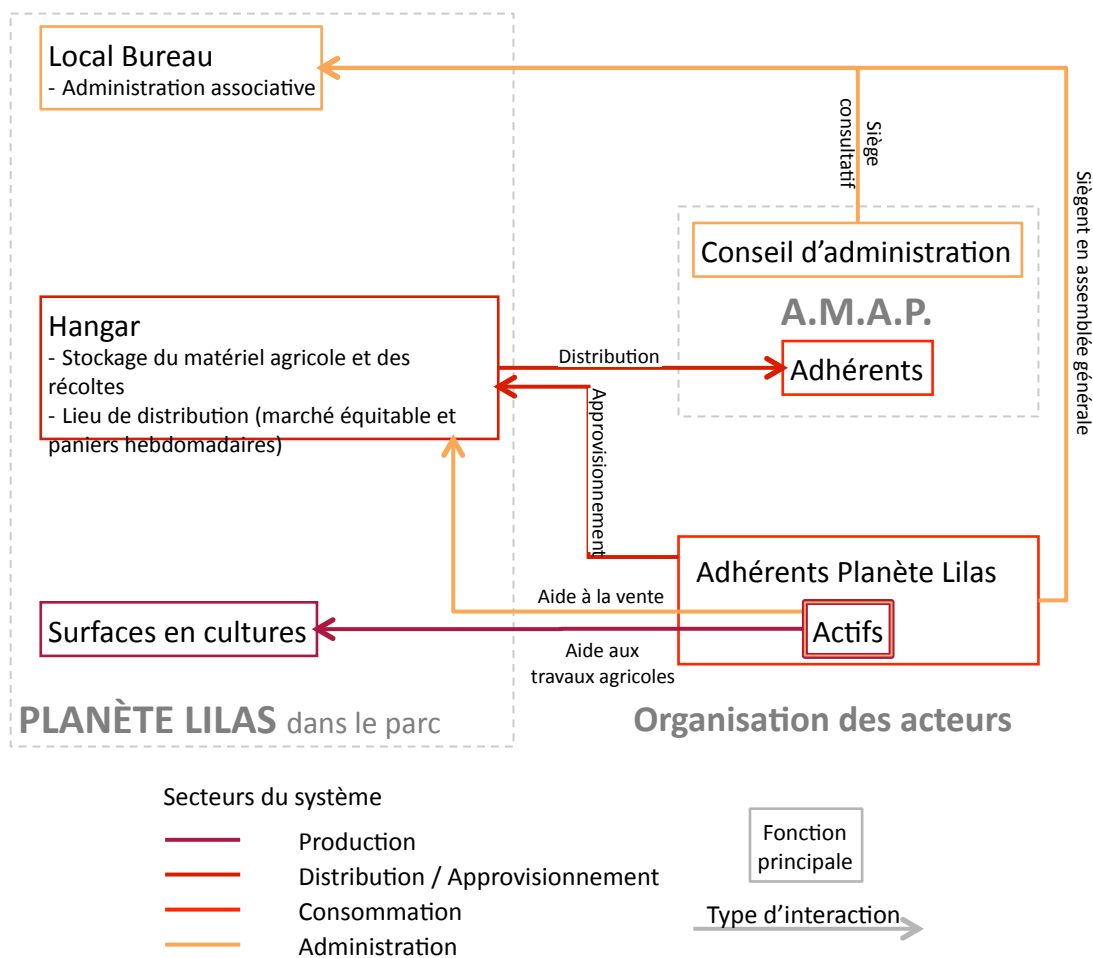 Local Bureau
- Administration associative
Siège
consultatif
Siègent en assemblée générale
Conseil d'administration
A.M.A.P.
Adhérents
Hangar
- Stockage du matériel agricole et des
récoltes
- Lieu de distribution (marché équitable et
paniers hebdomadaires)
Distribution
Approvisionnement
Adhérents Planète Lilas
Actifs
Aide à la vente
Aide aux
travaux agricoles
Surfaces en cultures
PLANÈTE LILAS dans le parc
Organisation des acteurs
Secteurs du système
Production
Distribution / Approvisionnement
Consommation
Administration
Fonction
principale
Type d'interaction